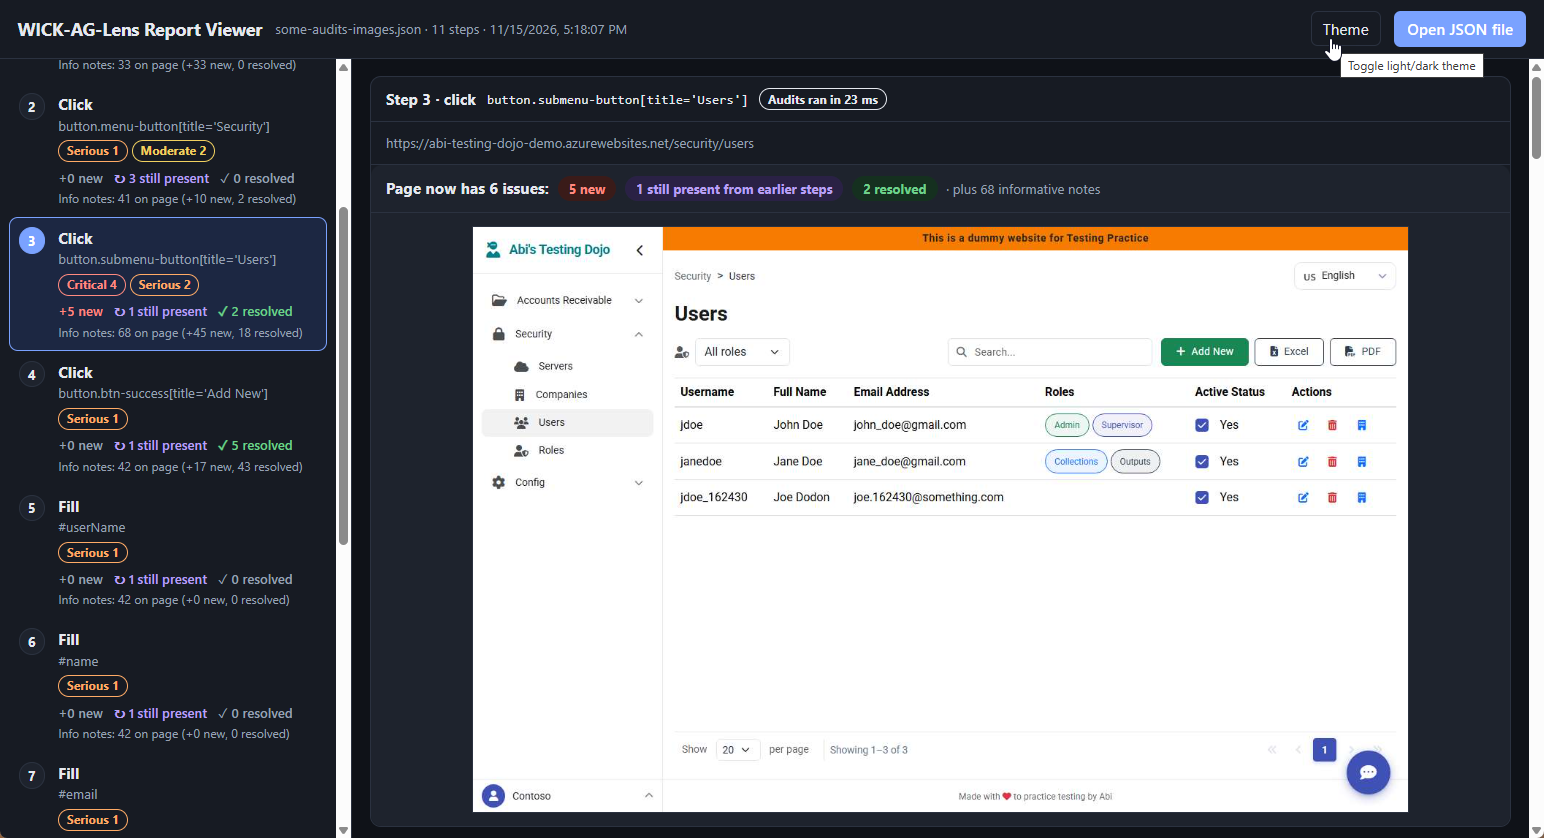 WICK-AG-Lens Report Viewer some-audits-images.json · 11 steps · 11/15/2026, 5:18:07 PM
Theme
Open JSON file
Toggle light/dark theme
Info notes: 33 on page (+33 new, 0 resolved)
2 Click
button.menu-button[title='Security']
Serious 1 Moderate 2
+0 new ↻ 3 still present ✓ 0 resolved
Info notes: 41 on page (+10 new, 2 resolved)
3 Click
button.submenu-button[title='Users']
Critical 4 Serious 2
+5 new ↻ 1 still present ✓ 2 resolved
Info notes: 68 on page (+45 new, 18 resolved)
4 Click
button.btn-success[title='Add New']
Serious 1
+0 new ↻ 1 still present ✓ 5 resolved
Info notes: 42 on page (+17 new, 43 resolved)
5 Fill
#userName
Serious 1
+0 new ↻ 1 still present ✓ 0 resolved
Info notes: 42 on page (+0 new, 0 resolved)
6 Fill
#name
Serious 1
+0 new ↻ 1 still present ✓ 0 resolved
Info notes: 42 on page (+0 new, 0 resolved)
7 Fill
#email
Serious 1
Step 3 · click button.submenu-button[title='Users'] Audits ran in 23 ms
https://abi-testing-dojo-demo.azurewebsites.net/security/users
Page now has 6 issues: 5 new 1 still present from earlier steps 2 resolved · plus 68 informative notes
Abi's Testing Dojo
Accounts Receivable
Security
Servers
Companies
Users
Roles
Config
Contoso
This is a dummy website for Testing Practice
Security > Users
US English
Users
All roles
Search...
+ Add New
Excel
PDF
Username Full Name Email Address Roles Active Status Actions
jdoe John Doe john_doe@gmail.com Admin Supervisor Yes
janedoe Jane Doe jane_doe@gmail.com Collections Outputs Yes
jdoe_162430 Joe Dodon joe.162430@something.com Yes
Show 20 per page Showing 1–3 of 3
« ‹ 1 › »
Made with ❤ to practice testing by Abi